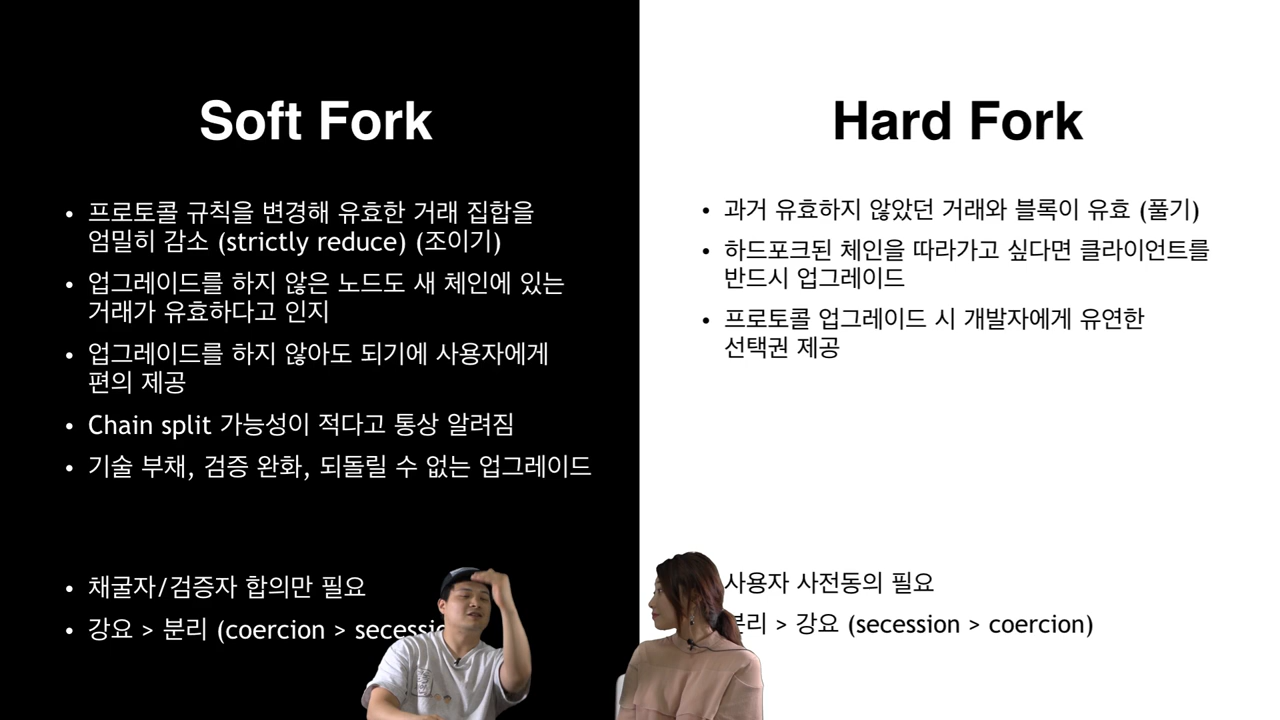 Soft Fork
• 프로토콜 규칙을 변경해 유효한 거래 집합을
엄밀히 감소 (strictly reduce) (조이기)
• 업그레이드를 하지 않은 노드도 새 체인에 있는
거래가 유효하다고 인지
• 업그레이드를 하지 않아도 되기에 사용자에게
편의 제공
• Chain split 가능성이 적다고 통상 알려짐
• 기술 부채, 검증 완화, 되돌릴 수 없는 업그레이드
• 채굴자/검증자 합의만 필요
• 강요 > 분리 (coercion >
Hard Fork
• 과거 유효하지 않았던 거래와 블록이 유효 (풀기)
• 하드포크된 체인을 따라가고 싶다면 클라이언트를
반드시 업그레이드
• 프로토콜 업그레이드 시 개발자에게 유연한
선택권 제공
사용자 사전동의 필요
분리 > 강요 (secession > coercion)